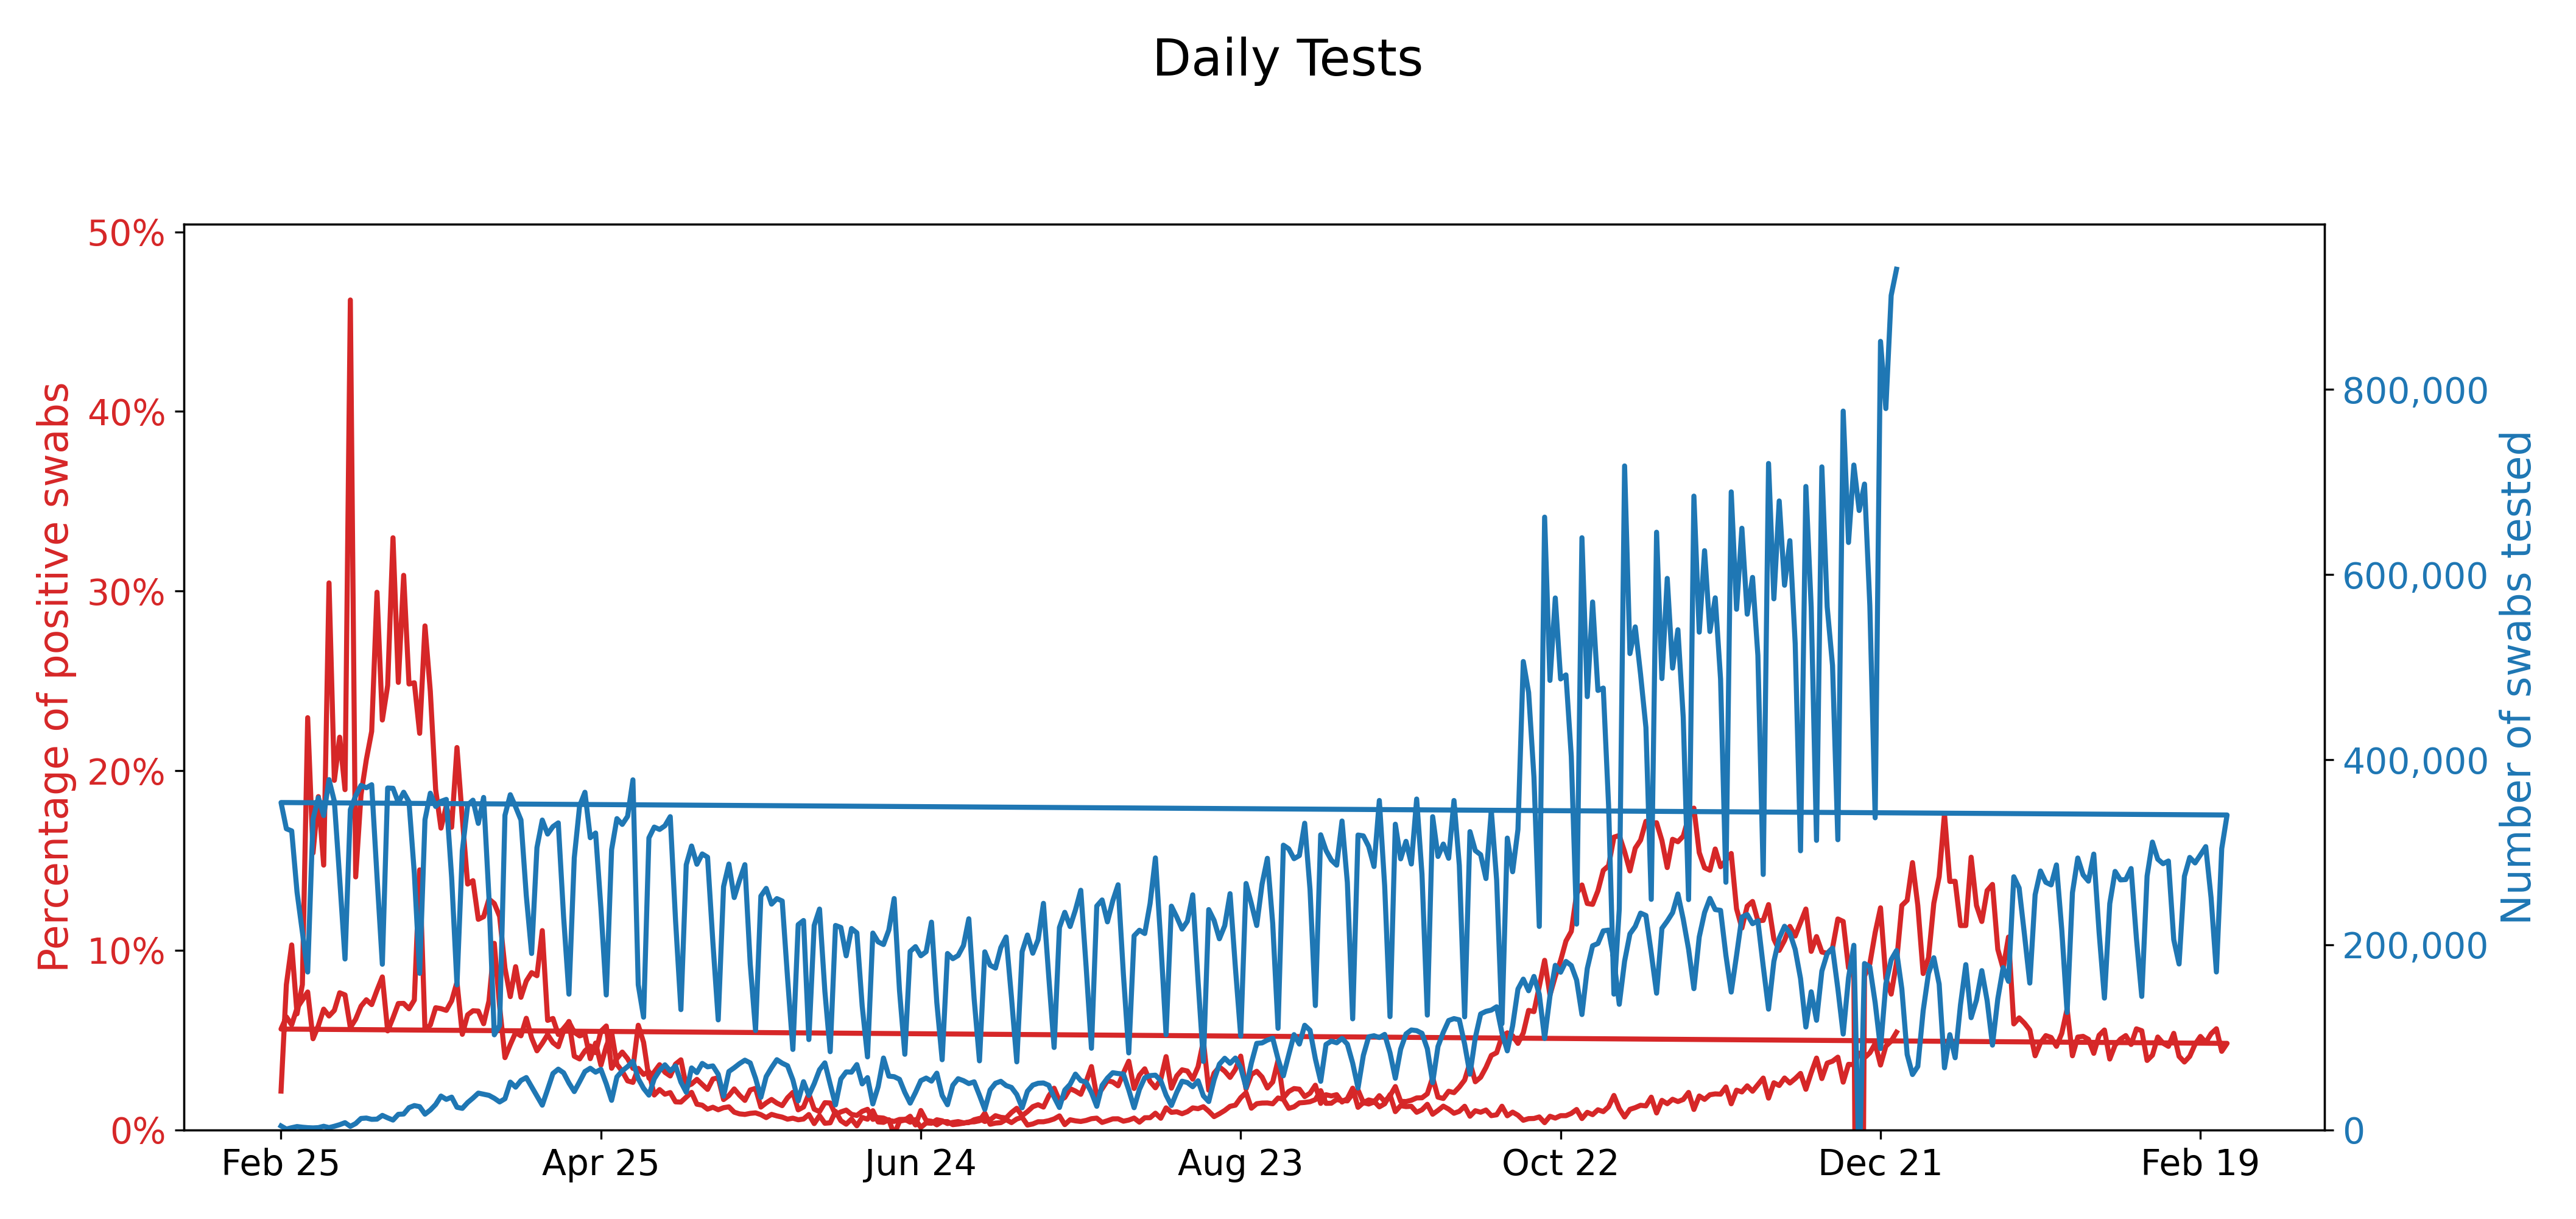 Daily Tests
50%
40%
30%
20%
10%
0%
Percentage of positive swabs
800,000
600,000
400,000
200,000
0
Number of swabs tested
Feb 25 Apr 25 Jun 24 Aug 23 Oct 22 Dec 21 Feb 19